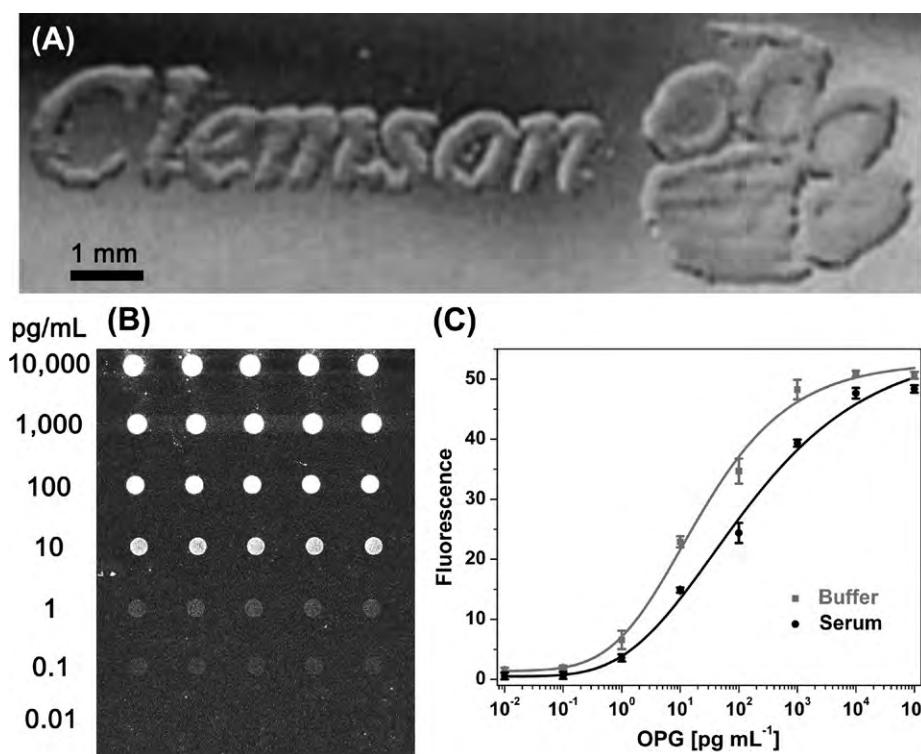 (A)
Clemson
1 mm
pg/mL
(B)
10,000
1,000
100
10
1
0.1
0.01
(C)
Fluorescence
50
40
30
20
10
0
Buffer
Serum
10⁻² 10⁻¹ 10⁰ 10¹ 10² 10³ 10⁴ 10
OPG [pg mL⁻¹]